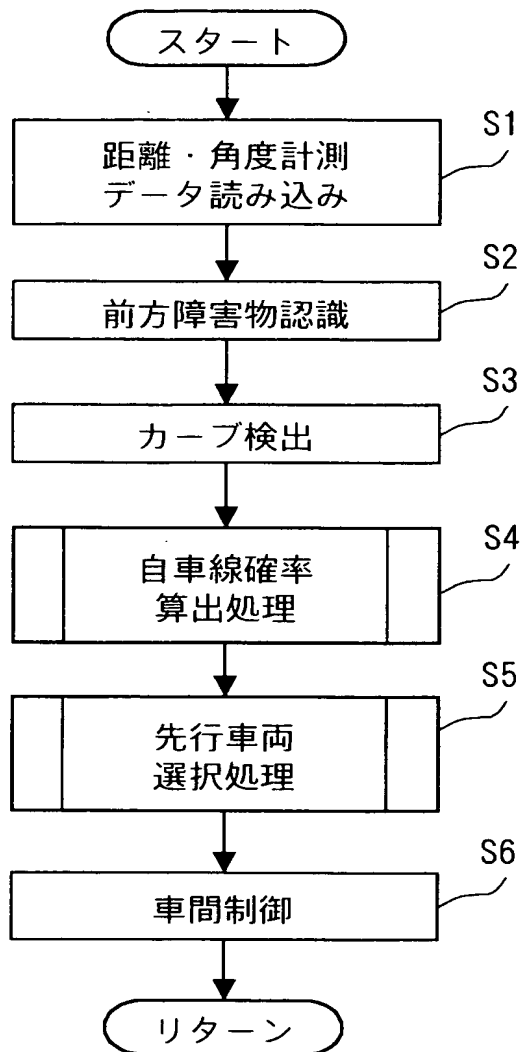 スタート
S1
距離・角度計測
データ読み込み
S2
前方障害物認識
S3
カーブ検出
S4
自車線確率
算出処理
S5
先行車両
選択処理
S6
車間制御
リターン